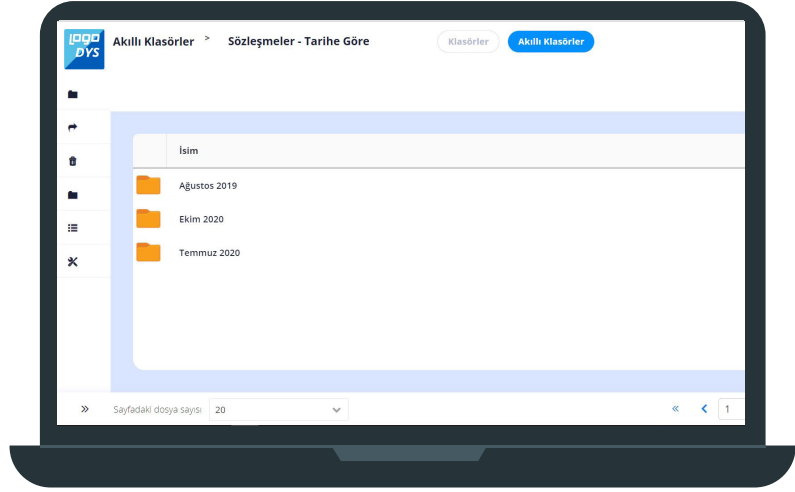 LOGO
DYS
Akıllı Klasörler > Sözleşmeler - Tarihe Göre
Klasörler
Akıllı Klasörler
İsim
Ağustos 2019
Ekim 2020
Temmuz 2020
Sayfadaki dosya sayısı 20
1